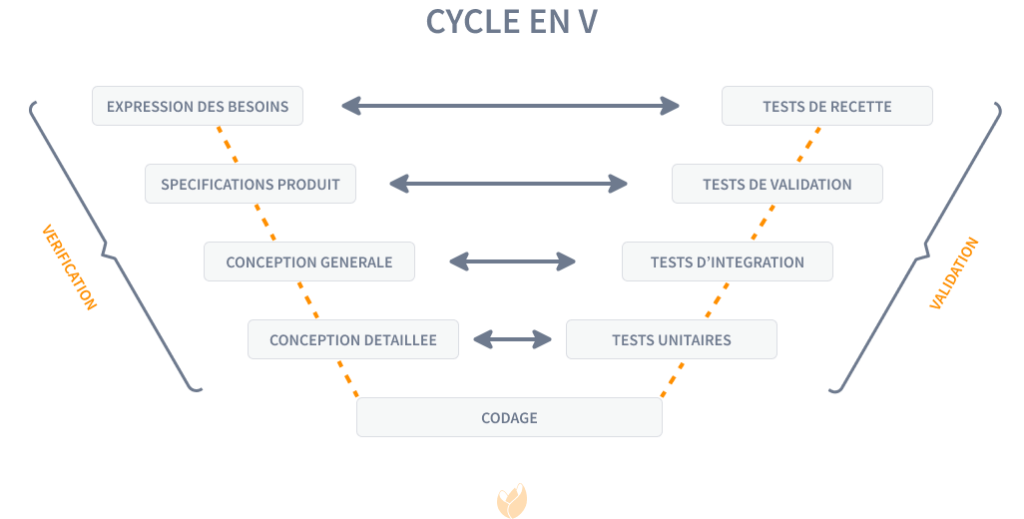 CYCLE EN V
EXPRESSION DES BESOINS
TESTS DE RECETTE
SPECIFICATIONS PRODUIT
TESTS DE VALIDATION
VERIFICATION
CONCEPTION GENERALE
TESTS D'INTEGRATION
VALIDATION
CONCEPTION DETAILLEE
TESTS UNITAIRES
CODAGE